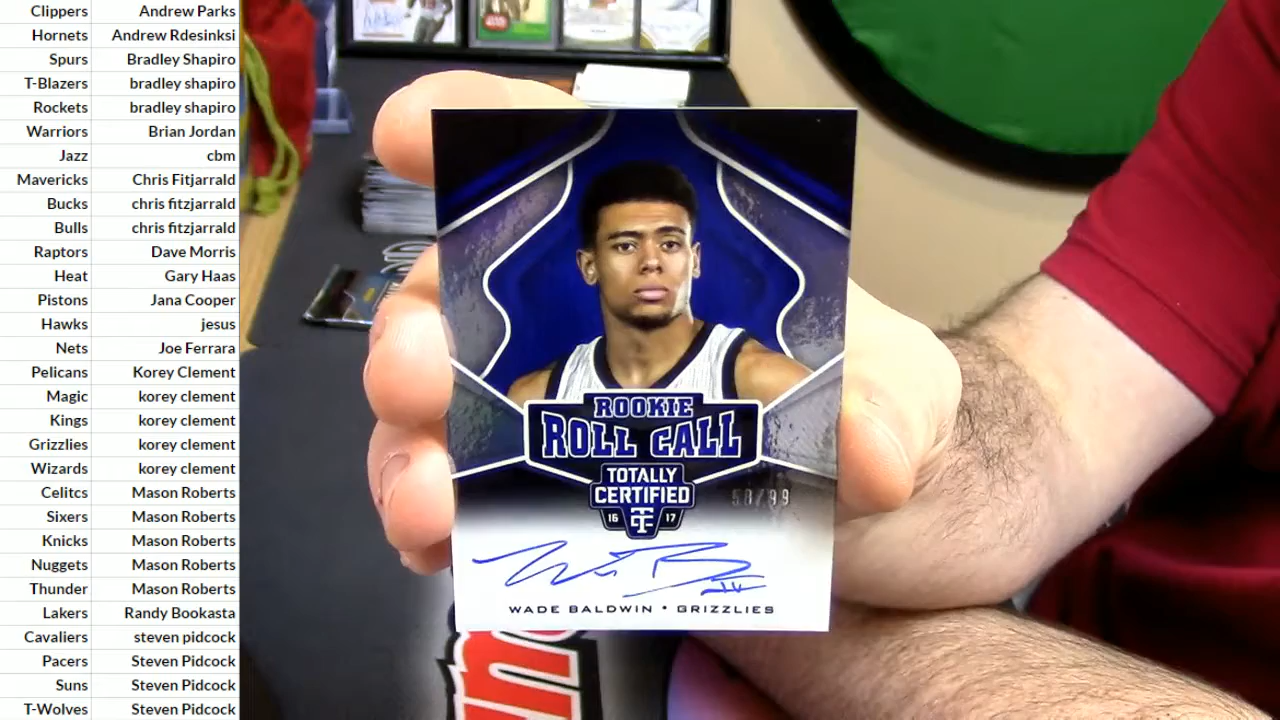 Clippers Andrew Parks
Hornets Andrew Rdesinksi
Spurs Bradley Shapiro
T-Blazers bradley shapiro
Rockets bradley shapiro
Warriors Brian Jordan
Jazz cbm
Mavericks Chris Fitjarrald
Bucks chris fitzjarrald
Bulls chris fitzjarrald
Raptors Dave Morris
Heat Gary Haas
Pistons Jana Cooper
Hawks jesus
Nets Joe Ferrara
Pelicans Korey Clement
Magic korey clement
Kings korey clement
Grizzlies korey clement
Wizards korey clement
Celitcs Mason Roberts
Sixers Mason Roberts
Knicks Mason Roberts
Nuggets Mason Roberts
Thunder Mason Roberts
Lakers Randy Bookasta
Cavaliers steven pidcock
Pacers Steven Pidcock
Suns Steven Pidcock
T-Wolves Steven Pidcock
ROOKIE
ROLL CALL
TOTALLY
CERTIFIED
58/99
16 TC 17
WADE BALDWIN • GRIZZLIES